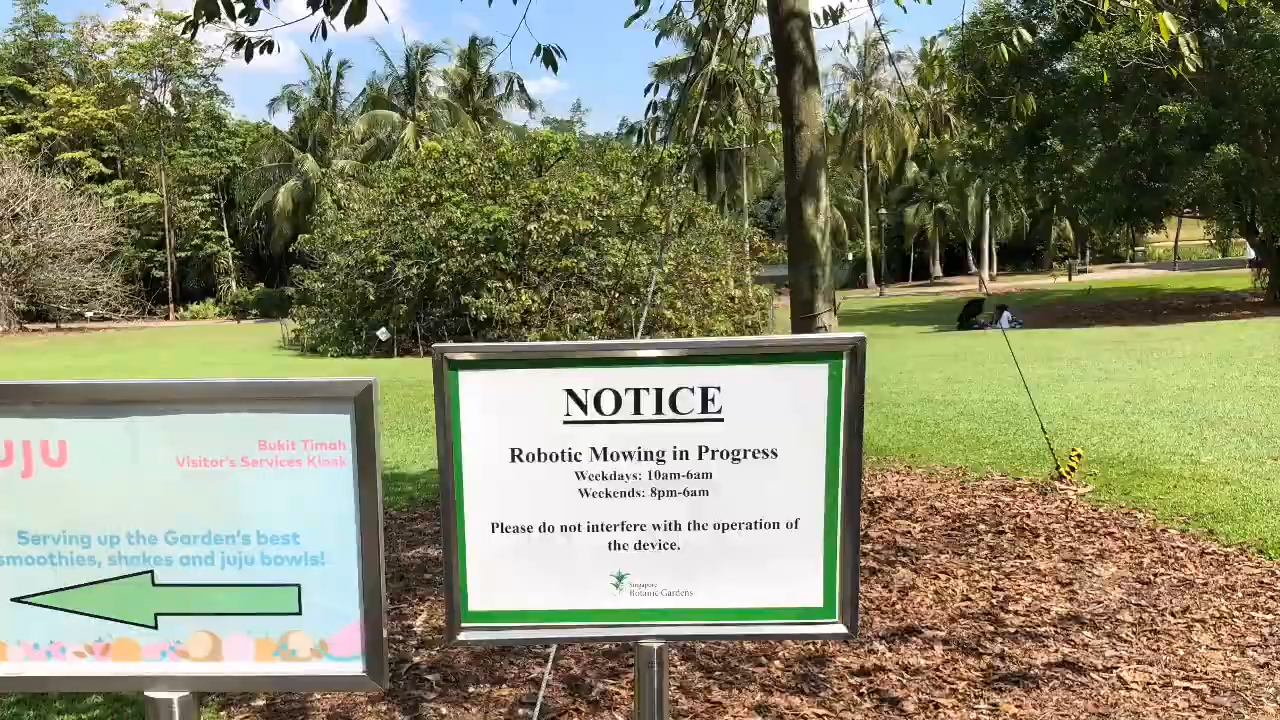 uju
Bukit Timah
Visitor's Services Kiosk
Serving up the Garden's best
smoothies, shakes and juju bowls!
NOTICE
Robotic Mowing in Progress
Weekdays: 10am-6am
Weekends: 8pm-6am
Please do not interfere with the operation of
the device.
Singapore
Botanic Gardens